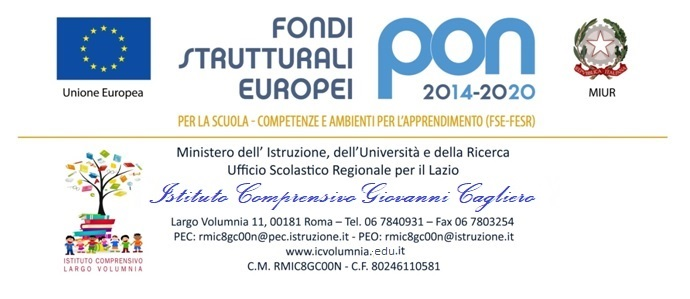 FONDI
STRUTTURALI
EUROPEI
pon
2014-2020
Unione Europea
MIUR
PER LA SCUOLA - COMPETENZE E AMBIENTI PER L'APPRENDIMENTO (FSE-FESR)
Ministero dell' Istruzione, dell'Università e della Ricerca
Ufficio Scolastico Regionale per il Lazio
Istituto Comprensivo Giovanni Cagliero
Largo Volumnia 11, 00181 Roma – Tel. 06 7840931 – Fax 06 7803254
PEC: rmic8gc00n@pec.istruzione.it - PEO: rmic8gc00n@istruzione.it
www.icvolumnia.edu.it
C.M. RMIC8GC00N - C.F. 80246110581
ISTITUTO COMPRENSIVO
LARGO VOLUMNIA